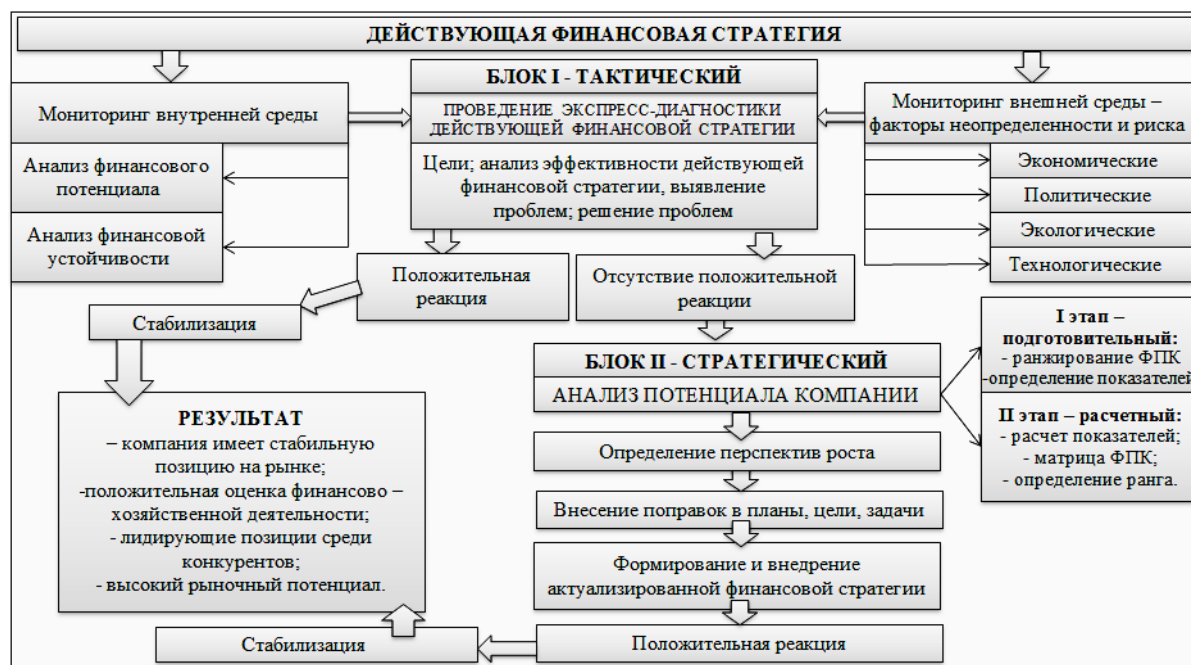 ДЕЙСТВУЮЩАЯ ФИНАНСОВАЯ СТРАТЕГИЯ
Мониторинг внутренней среды
Анализ финансового
потенциала
Анализ финансовой
устойчивости
БЛОК I - ТАКТИЧЕСКИЙ
ПРОВЕДЕНИЕ ЭКСПРЕСС-ДИАГНОСТИКИ
ДЕЙСТВУЮЩЕЙ ФИНАНСОВОЙ СТРАТЕГИИ
Цели; анализ эффективности действующей
финансовой стратегии, выявление
проблем; решение проблем
Мониторинг внешней среды –
факторы неопределенности и риска
Экономические
Политические
Экологические
Технологические
Положительная
реакция
Отсутствие положительной
реакции
Стабилизация
РЕЗУЛЬТАТ
– компания имеет стабильную
позицию на рынке;
-положительная оценка финансово –
хозяйственной деятельности;
- лидирующие позиции среди
конкурентов;
- высокий рыночный потенциал.
БЛОК II - СТРАТЕГИЧЕСКИЙ
АНАЛИЗ ПОТЕНЦИАЛА КОМПАНИИ
I этап –
подготовительный:
- ранжирование ФПК
-определение показателей
II этап – расчетный:
- расчет показателей;
- матрица ФПК;
- определение ранга.
Определение перспектив роста
Внесение поправок в планы, цели, задачи
Формирование и внедрение
актуализированной финансовой стратегии
Положительная реакция
Стабилизация